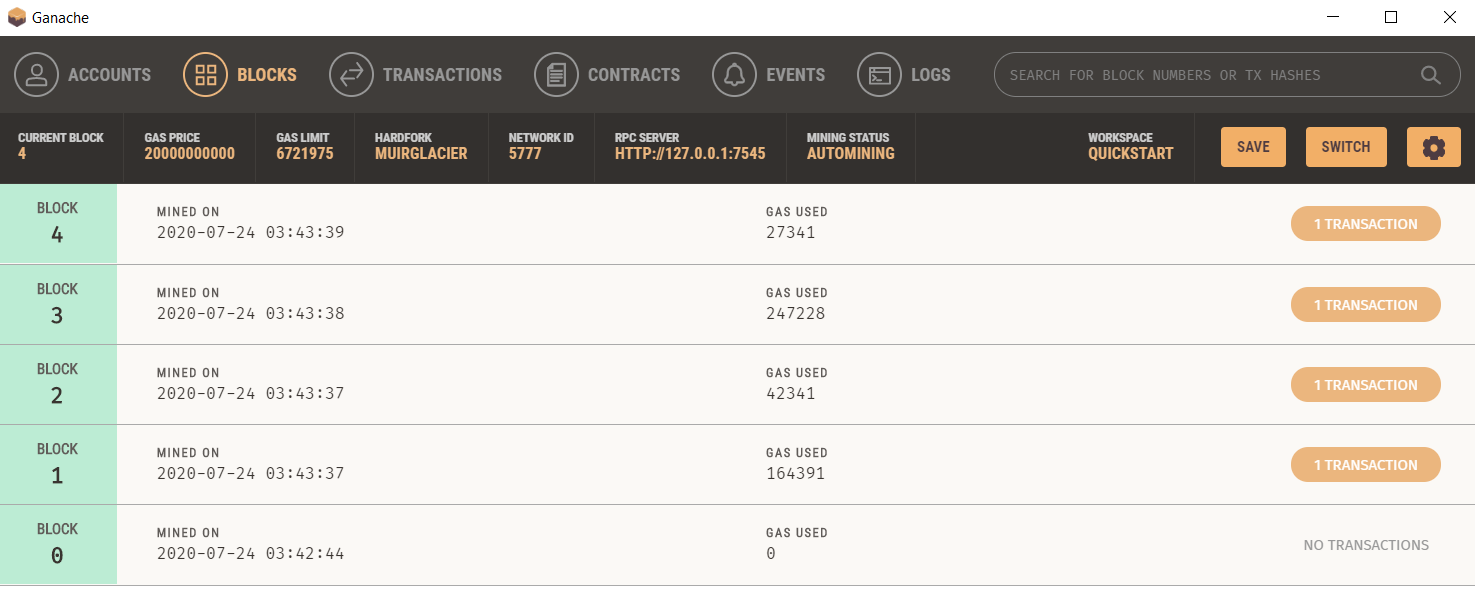 Ganache
ACCOUNTS BLOCKS TRANSACTIONS CONTRACTS EVENTS LOGS SEARCH FOR BLOCK NUMBERS OR TX HASHES
CURRENT BLOCK GAS PRICE GAS LIMIT HARDFORK NETWORK ID RPC SERVER MINING STATUS WORKSPACE
4 20000000000 6721975 MUIRGLACIER 5777 HTTP://127.0.0.1:7545 AUTOMINING QUICKSTART SAVE SWITCH
BLOCK MINED ON GAS USED
4 2020-07-24 03:43:39 27341 1 TRANSACTION
BLOCK MINED ON GAS USED
3 2020-07-24 03:43:38 247228 1 TRANSACTION
BLOCK MINED ON GAS USED
2 2020-07-24 03:43:37 42341 1 TRANSACTION
BLOCK MINED ON GAS USED
1 2020-07-24 03:43:37 164391 1 TRANSACTION
BLOCK MINED ON GAS USED
0 2020-07-24 03:42:44 0 NO TRANSACTIONS